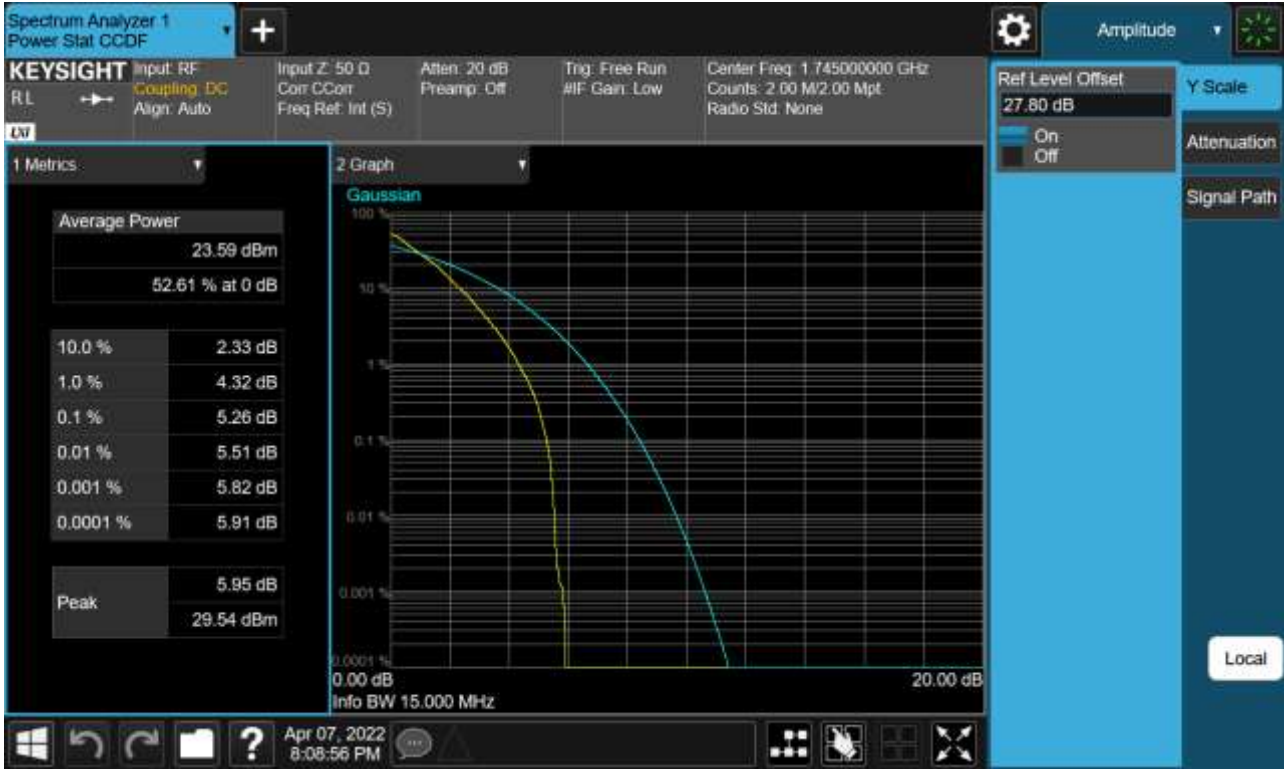 Spectrum Analyzer 1
Power Stat CCDF
+
Amplitude
KEYSIGHT
RL
LXI
Input: RF
Coupling: DC
Align: Auto
Input Z: 50 Ω
Corr CCorr
Freq Ref: Int (S)
Atten: 20 dB
Preamp: Off
Trig: Free Run
#IF Gain: Low
Center Freq: 1.745000000 GHz
Counts: 2.00 M/2.00 Mpt
Radio Std: None
Ref Level Offset
27.80 dB
On
Off
Y Scale
Attenuation
Signal Path
Local
1 Metrics
Average Power
23.59 dBm
52.61 % at 0 dB
10.0 % 2.33 dB
1.0 % 4.32 dB
0.1 % 5.26 dB
0.01 % 5.51 dB
0.001 % 5.82 dB
0.0001 % 5.91 dB
Peak
5.95 dB
29.54 dBm
2 Graph
Gaussian
100 %
10 %
1 %
0.1 %
0.01 %
0.001 %
0.0001 %
0.00 dB
20.00 dB
Info BW 15.000 MHz
?
Apr 07, 2022
8:08:56 PM